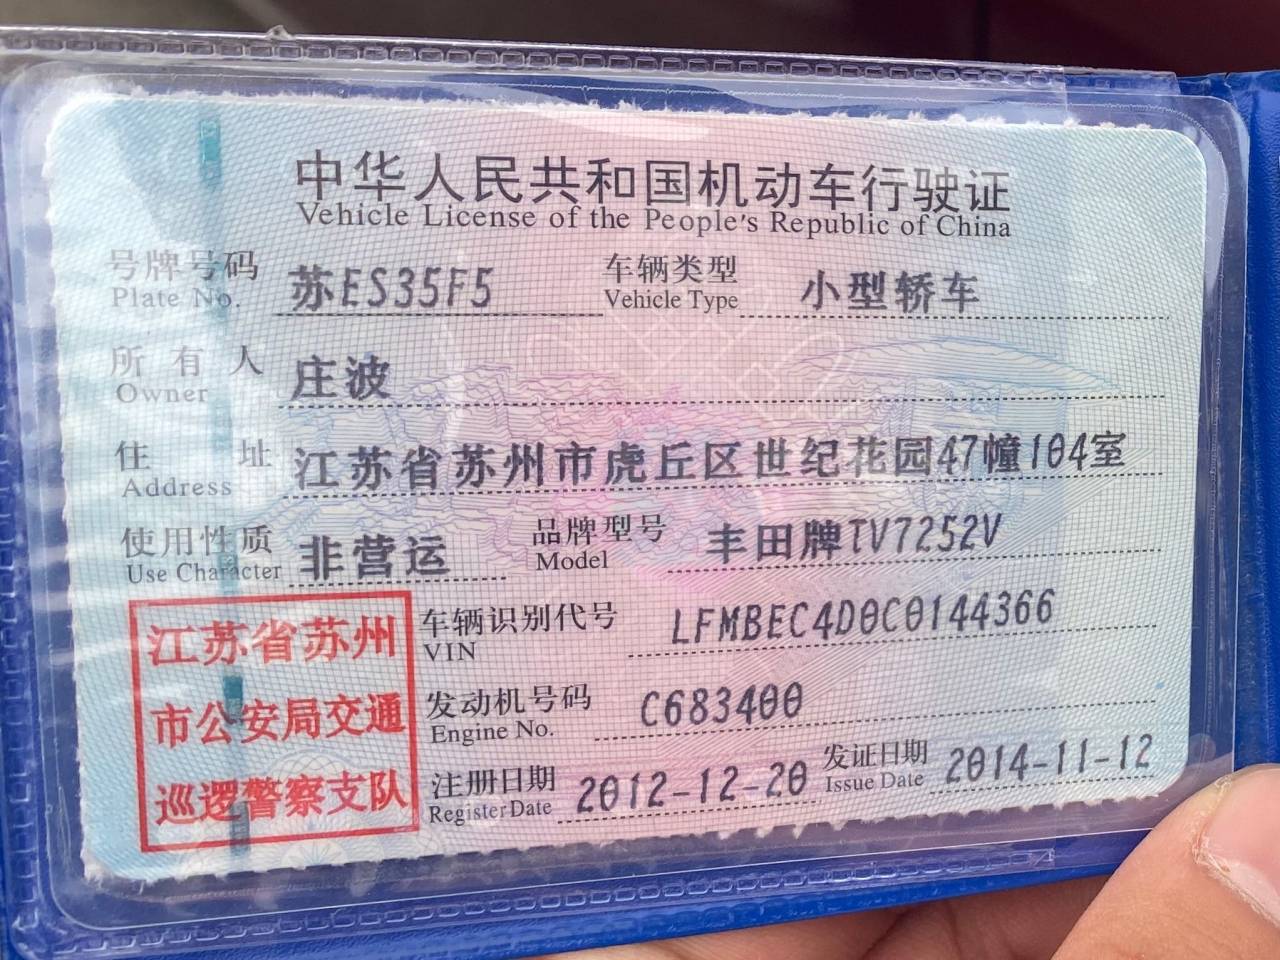 中华人民共和国机动车行驶证
Vehicle License of the People's Republic of China
号牌号码 苏ES35F5 车辆类型 小型轿车
Plate No. Vehicle Type
所有人 庄波
Owner
住址 江苏省苏州市虎丘区世纪花园47幢104室
Address
使用性质 非营运 品牌型号 丰田牌TV7252V
Use Character Model
江苏省苏州
市公安局交通
巡逻警察支队
车辆识别代号 LFMBEC4D0C0144366
VIN
发动机号码 C683400
Engine No.
注册日期 2012-12-20 发证日期 2014-11-12
Register Date Issue Date